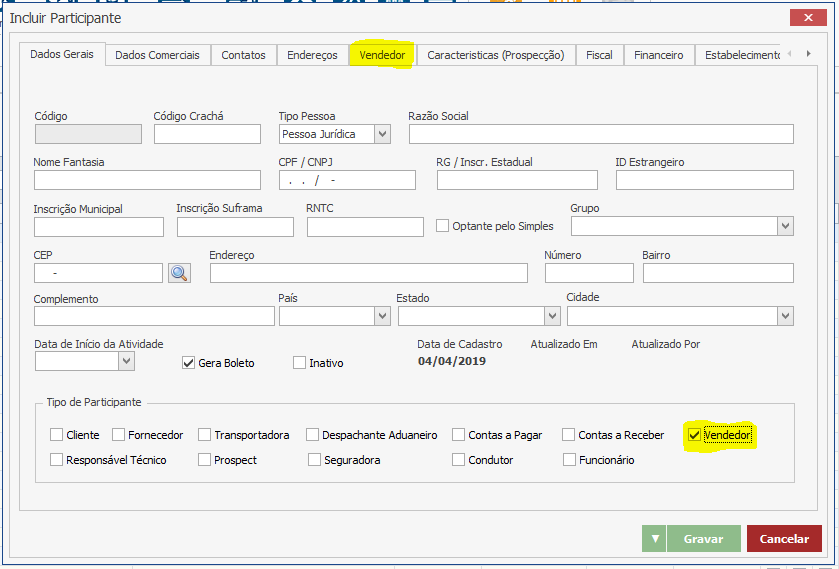 Incluir Participante
Dados Gerais Dados Comerciais Contatos Endereços Vendedor Caracteristicas (Prospecção) Fiscal Financeiro Estabelecimento
Código Código Crachá Tipo Pessoa Razão Social
Pessoa Jurídica
Nome Fantasia CPF / CNPJ RG / Inscr. Estadual ID Estrangeiro
. . / -
Inscrição Municipal Inscrição Suframa RNTC Optante pelo Simples Grupo
CEP Endereço Número Bairro
-
Complemento País Estado Cidade
Data de Início da Atividade Gera Boleto Inativo Data de Cadastro Atualizado Em Atualizado Por
04/04/2019
Tipo de Participante
Cliente Fornecedor Transportadora Despachante Aduaneiro Contas a Pagar Contas a Receber Vendedor
Responsável Técnico Prospect Seguradora Condutor Funcionário
Gravar Cancelar